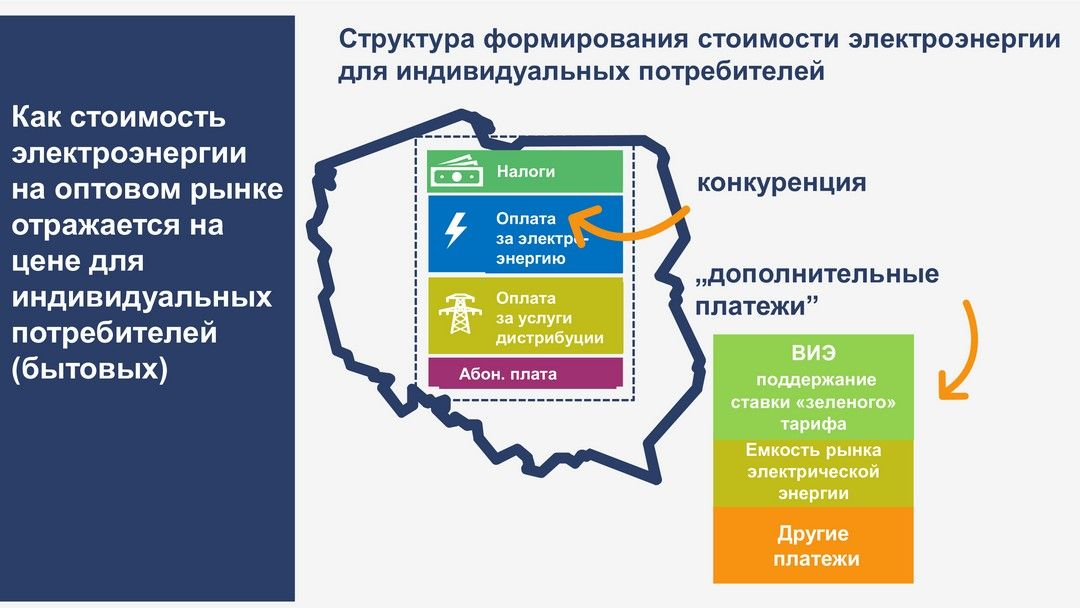 Структура формирования стоимости электроэнергии
для индивидуальных потребителей
Как стоимость
электроэнергии
на оптовом рынке
отражается на
цене для
индивидуальных
потребителей
(бытовых)
Налоги
Оплата
за электро-
энергию
Оплата
за услуги
дистрибуции
Абон. плата
конкуренция
„дополнительные
платежи”
ВИЭ
поддержание
ставки «зеленого»
тарифа
Емкость рынка
электрической
энергии
Другие
платежи